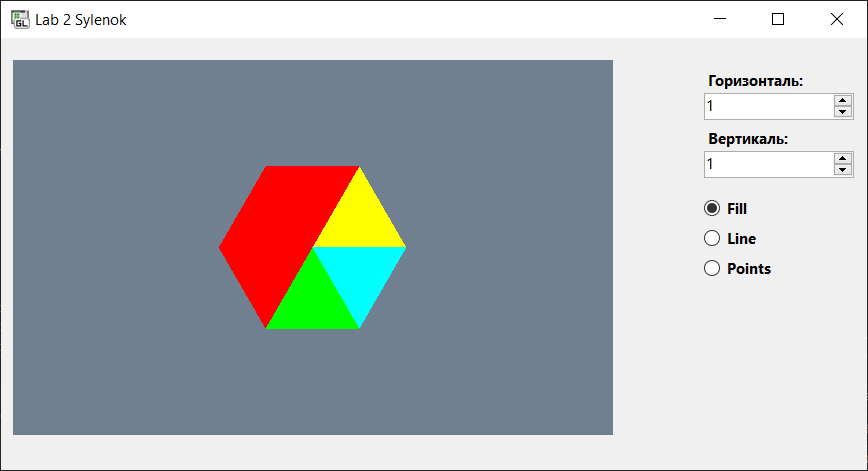 Lab 2 Sylenok
Горизонталь:
1
Вертикаль:
1
Fill
Line
Points